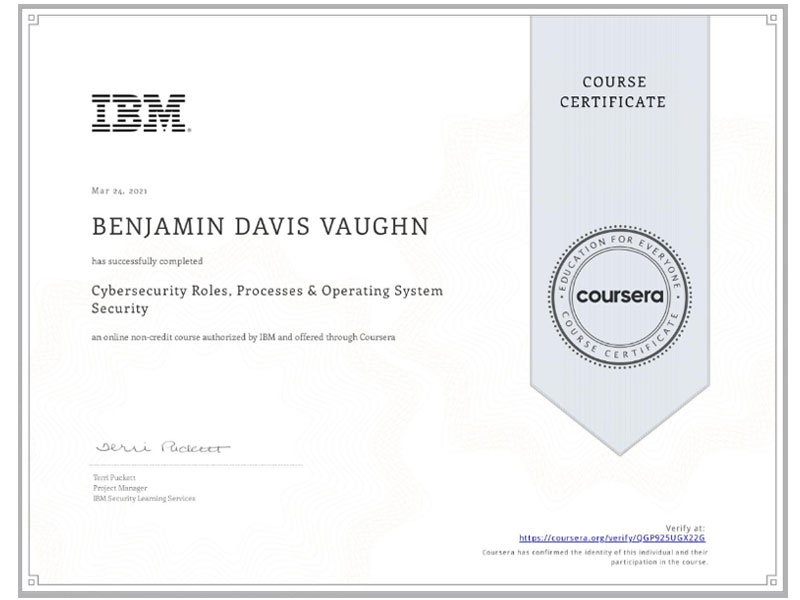 COURSE
CERTIFICATE
IBM
Mar 24, 2021
BENJAMIN DAVIS VAUGHN
has successfully completed
Cybersecurity Roles, Processes & Operating System
Security
an online non-credit course authorized by IBM and offered through Coursera
EDUCATION FOR EVERYONE
coursera
COURSE CERTIFICATE
Terri Puckett
Terri Puckett
Project Manager
IBM Security Learning Services
Verify at:
https://coursera.org/verify/QGP925UGX22G
Coursera has confirmed the identity of this individual and their
participation in the course.